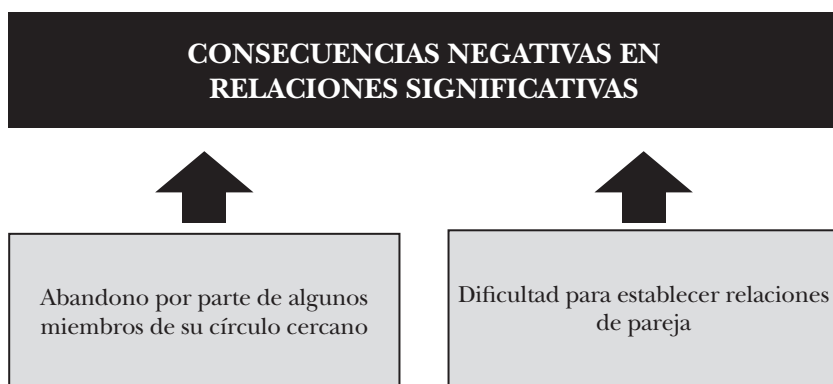 CONSECUENCIAS NEGATIVAS EN
RELACIONES SIGNIFICATIVAS
Abandono por parte de algunos
miembros de su círculo cercano
Dificultad para establecer relaciones
de pareja